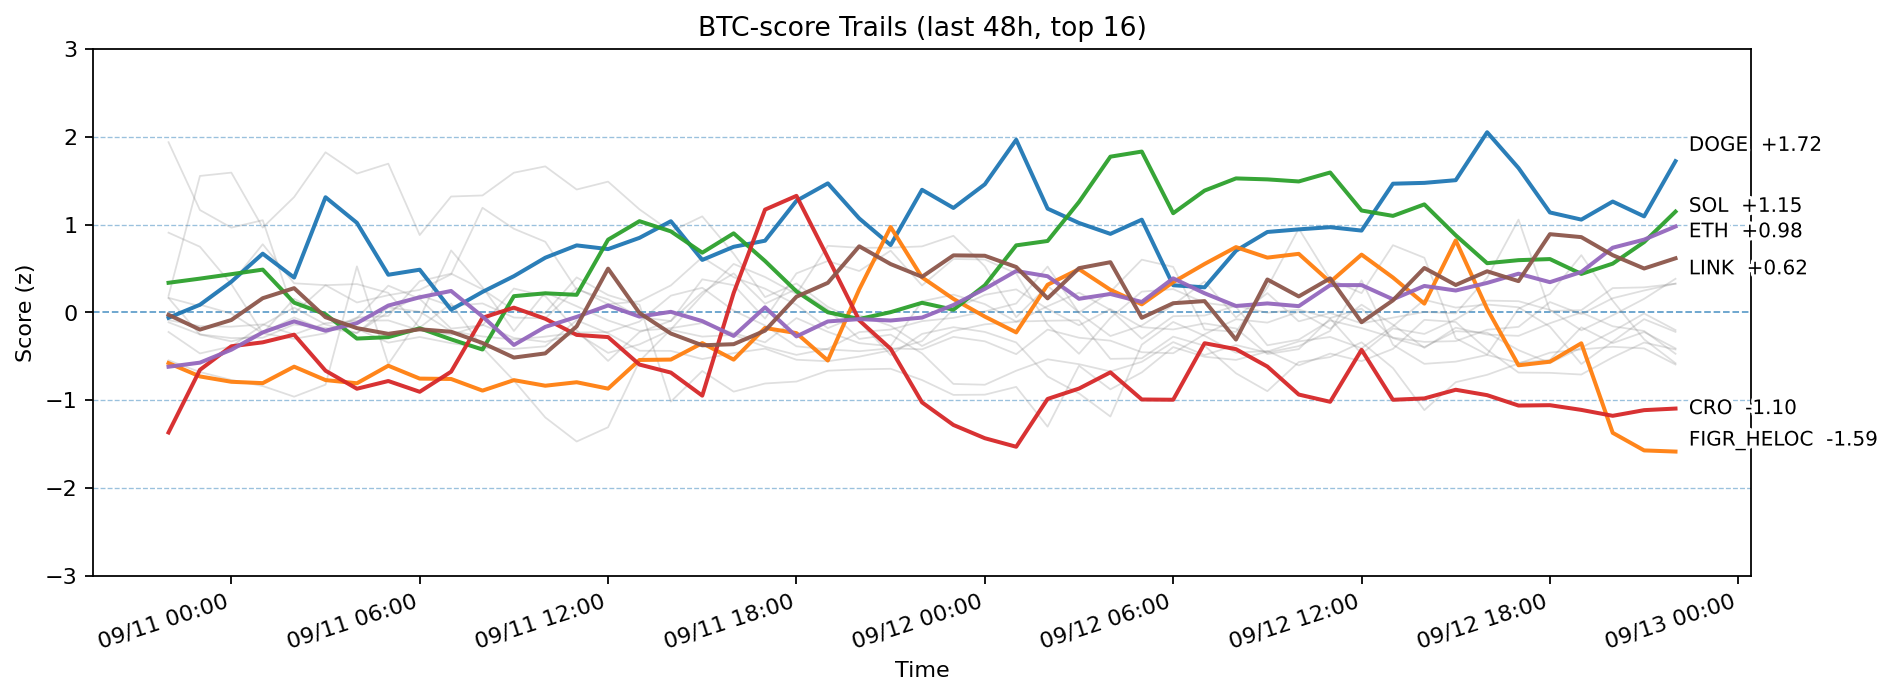 BTC-score Trails (last 48h, top 16)
Score (z)
3
2
1
0
−1
−2
−3
DOGE +1.72
SOL +1.15
ETH +0.98
LINK +0.62
CRO -1.10
FIGR_HELOC -1.59
09/11 00:00
09/11 06:00
09/11 12:00
09/11 18:00
09/12 00:00
09/12 06:00
09/12 12:00
09/12 18:00
09/13 00:00
Time